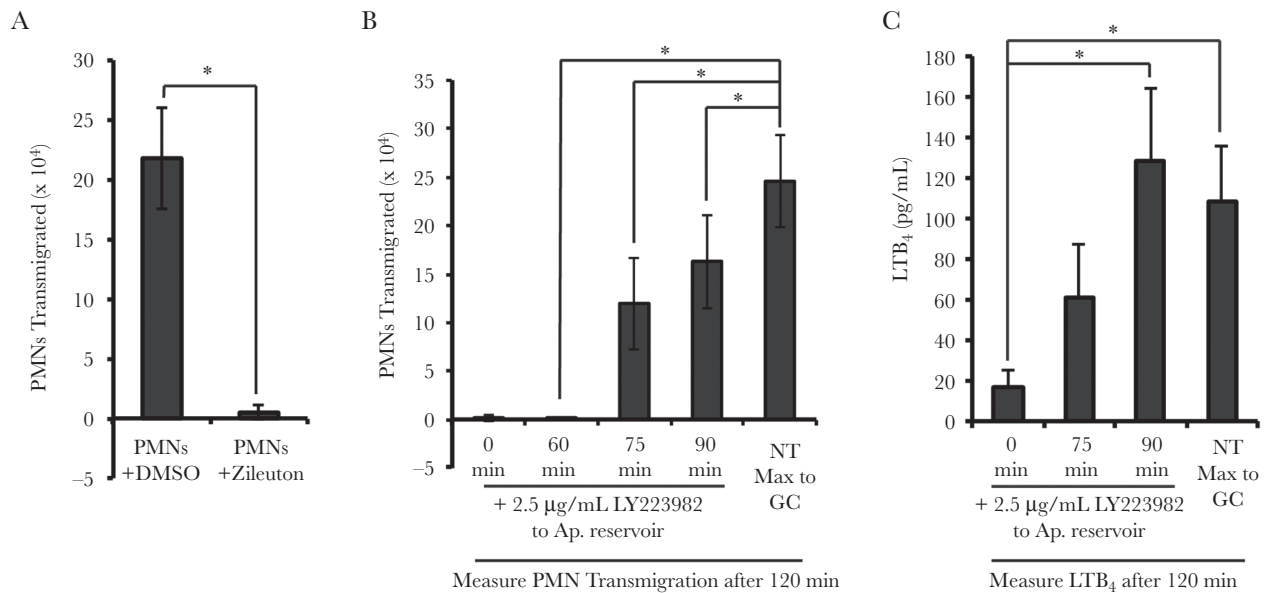 A
PMNs Transmigrated (x 10⁴)
30
25
20
15
10
5
0
–5
*
PMNs
+DMSO
PMNs
+Zileuton
B
PMNs Transmigrated (x 10⁴)
40
35
30
25
20
15
10
5
0
–5
*
*
*
0
min
60
min
75
min
90
min
NT
Max to
GC
+ 2.5 µg/mL LY223982
to Ap. reservoir
Measure PMN Transmigration after 120 min
C
LTB₄ (pg/mL)
180
160
140
120
100
80
60
40
20
0
*
*
0
min
75
min
90
min
NT
Max to
GC
+ 2.5 µg/mL LY223982
to Ap. reservoir
Measure LTB₄ after 120 min